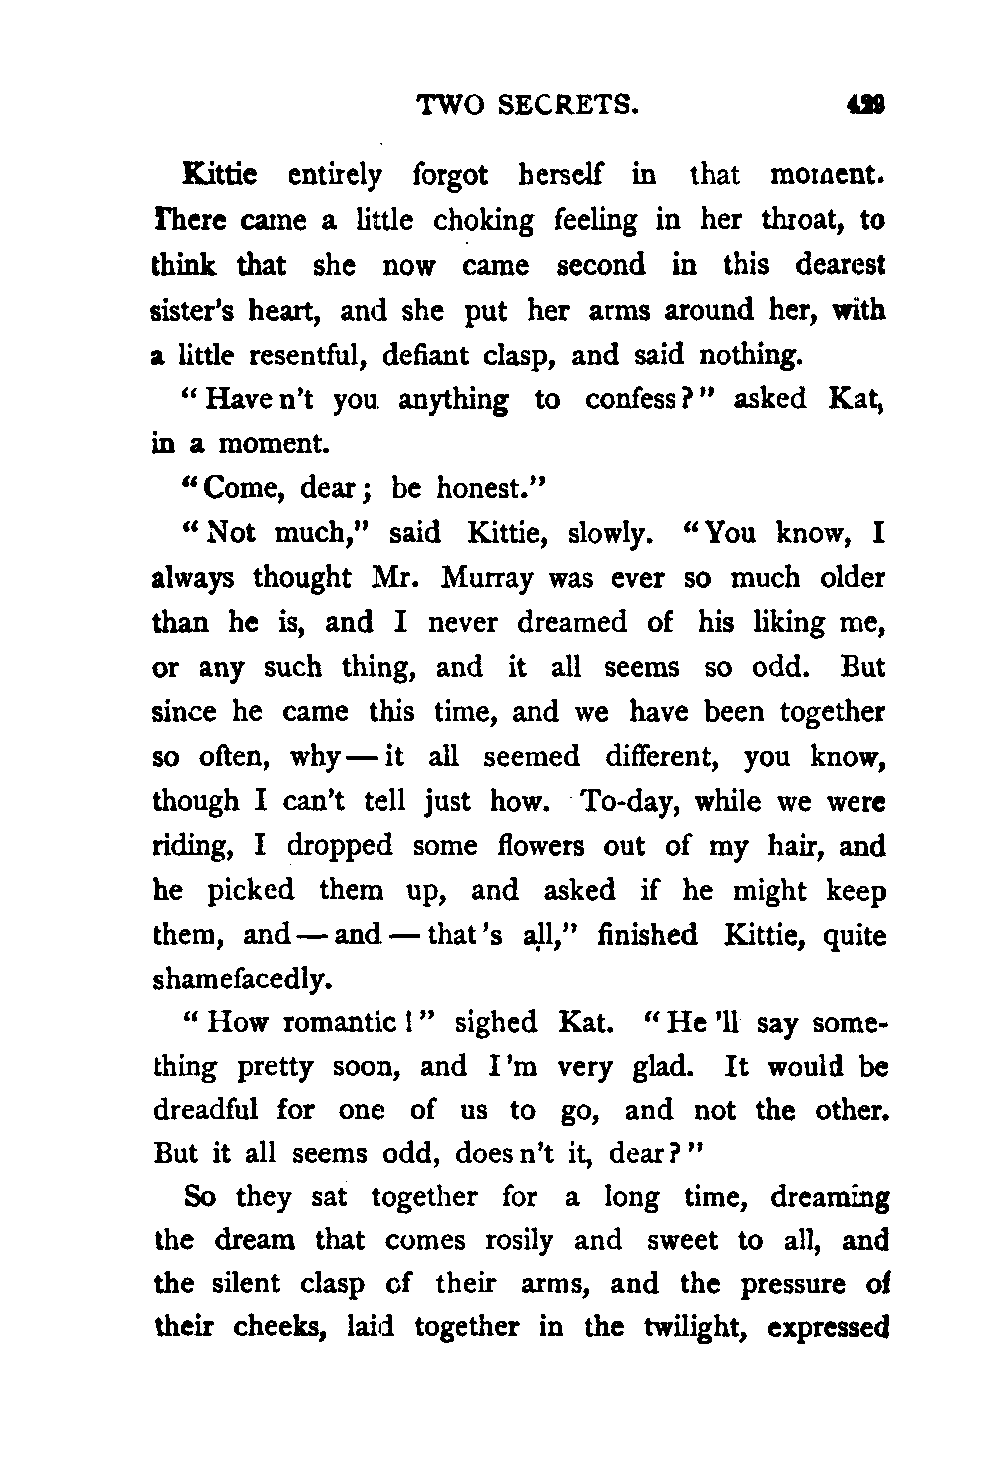 TWO SECRETS. 429
Kittie entirely forgot herself in that moment.
There came a little choking feeling in her throat, to
think that she now came second in this dearest
sister's heart, and she put her arms around her, with
a little resentful, defiant clasp, and said nothing.
"Haven't you anything to confess?" asked Kat,
in a moment.
"Come, dear; be honest."
"Not much," said Kittie, slowly. "You know, I
always thought Mr. Murray was ever so much older
than he is, and I never dreamed of his liking me,
or any such thing, and it all seems so odd. But
since he came this time, and we have been together
so often, why—it all seemed different, you know,
though I can't tell just how. To-day, while we were
riding, I dropped some flowers out of my hair, and
he picked them up, and asked if he might keep
them, and—and—that's all," finished Kittie, quite
shamefacedly.
"How romantic!" sighed Kat. "He'll say some-
thing pretty soon, and I'm very glad. It would be
dreadful for one of us to go, and not the other.
But it all seems odd, doesn't it, dear?"
So they sat together for a long time, dreaming
the dream that comes rosily and sweet to all, and
the silent clasp of their arms, and the pressure of
their cheeks, laid together in the twilight, expressed